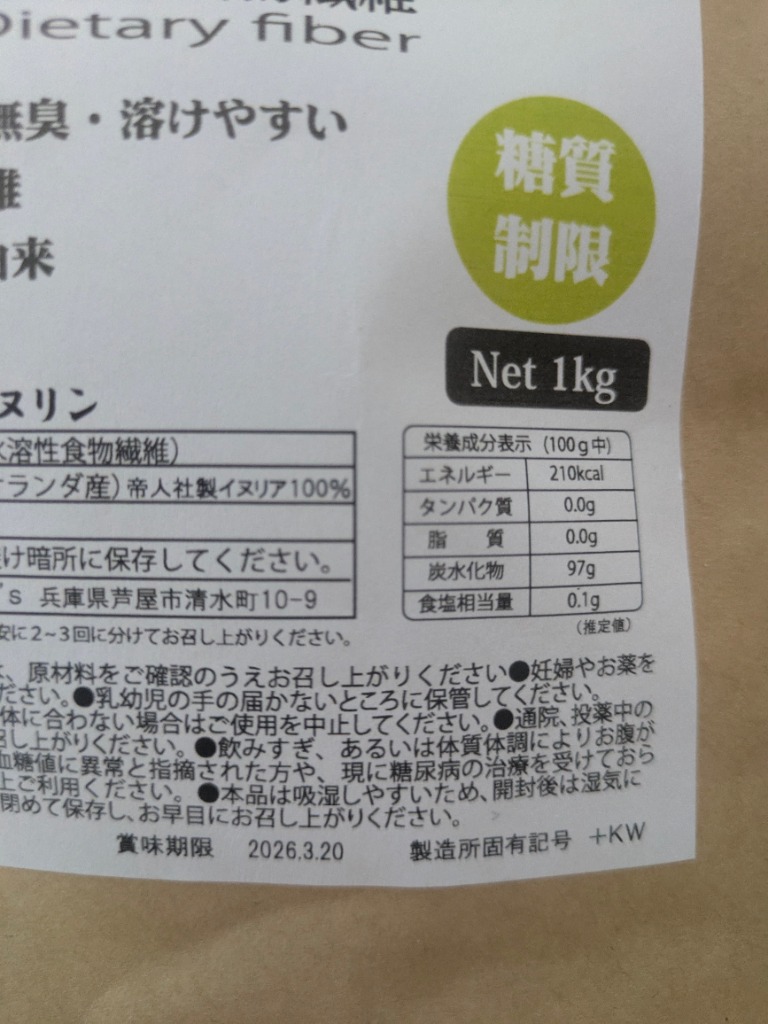 Dietary fiber
無臭・溶けやすい
維
由来
糖質
制限
Net 1kg
ヌリン
水溶性食物繊維)
オランダ産) 帝人社製イヌリア100%
け暗所に保存してください。
's 兵庫県芦屋市清水町10-9
安に2~3回に分けてお召し上がりください。
栄養成分表示 (100g中)
エネルギー 210kcal
タンパク質 0.0g
脂 質 0.0g
炭水化物 97g
食塩相当量 0.1g
(推定値)
、原材料をご確認のうえお召し上がりください●妊婦やお薬を
ださい。●乳幼児の手の届かないところに保管してください。
体に合わない場合はご使用を中止してください。●通院、投薬中の
召し上がりください。●飲みすぎ、あるいは体質体調によりお腹が
血糖値に異常と指摘された方や、現に糖尿病の治療を受けておら
上ご利用ください。●本品は吸湿しやすいため、開封後は湿気に
閉めて保存し、お早目にお召し上がりください。
賞味期限 2026.3.20 製造所固有記号 +KW